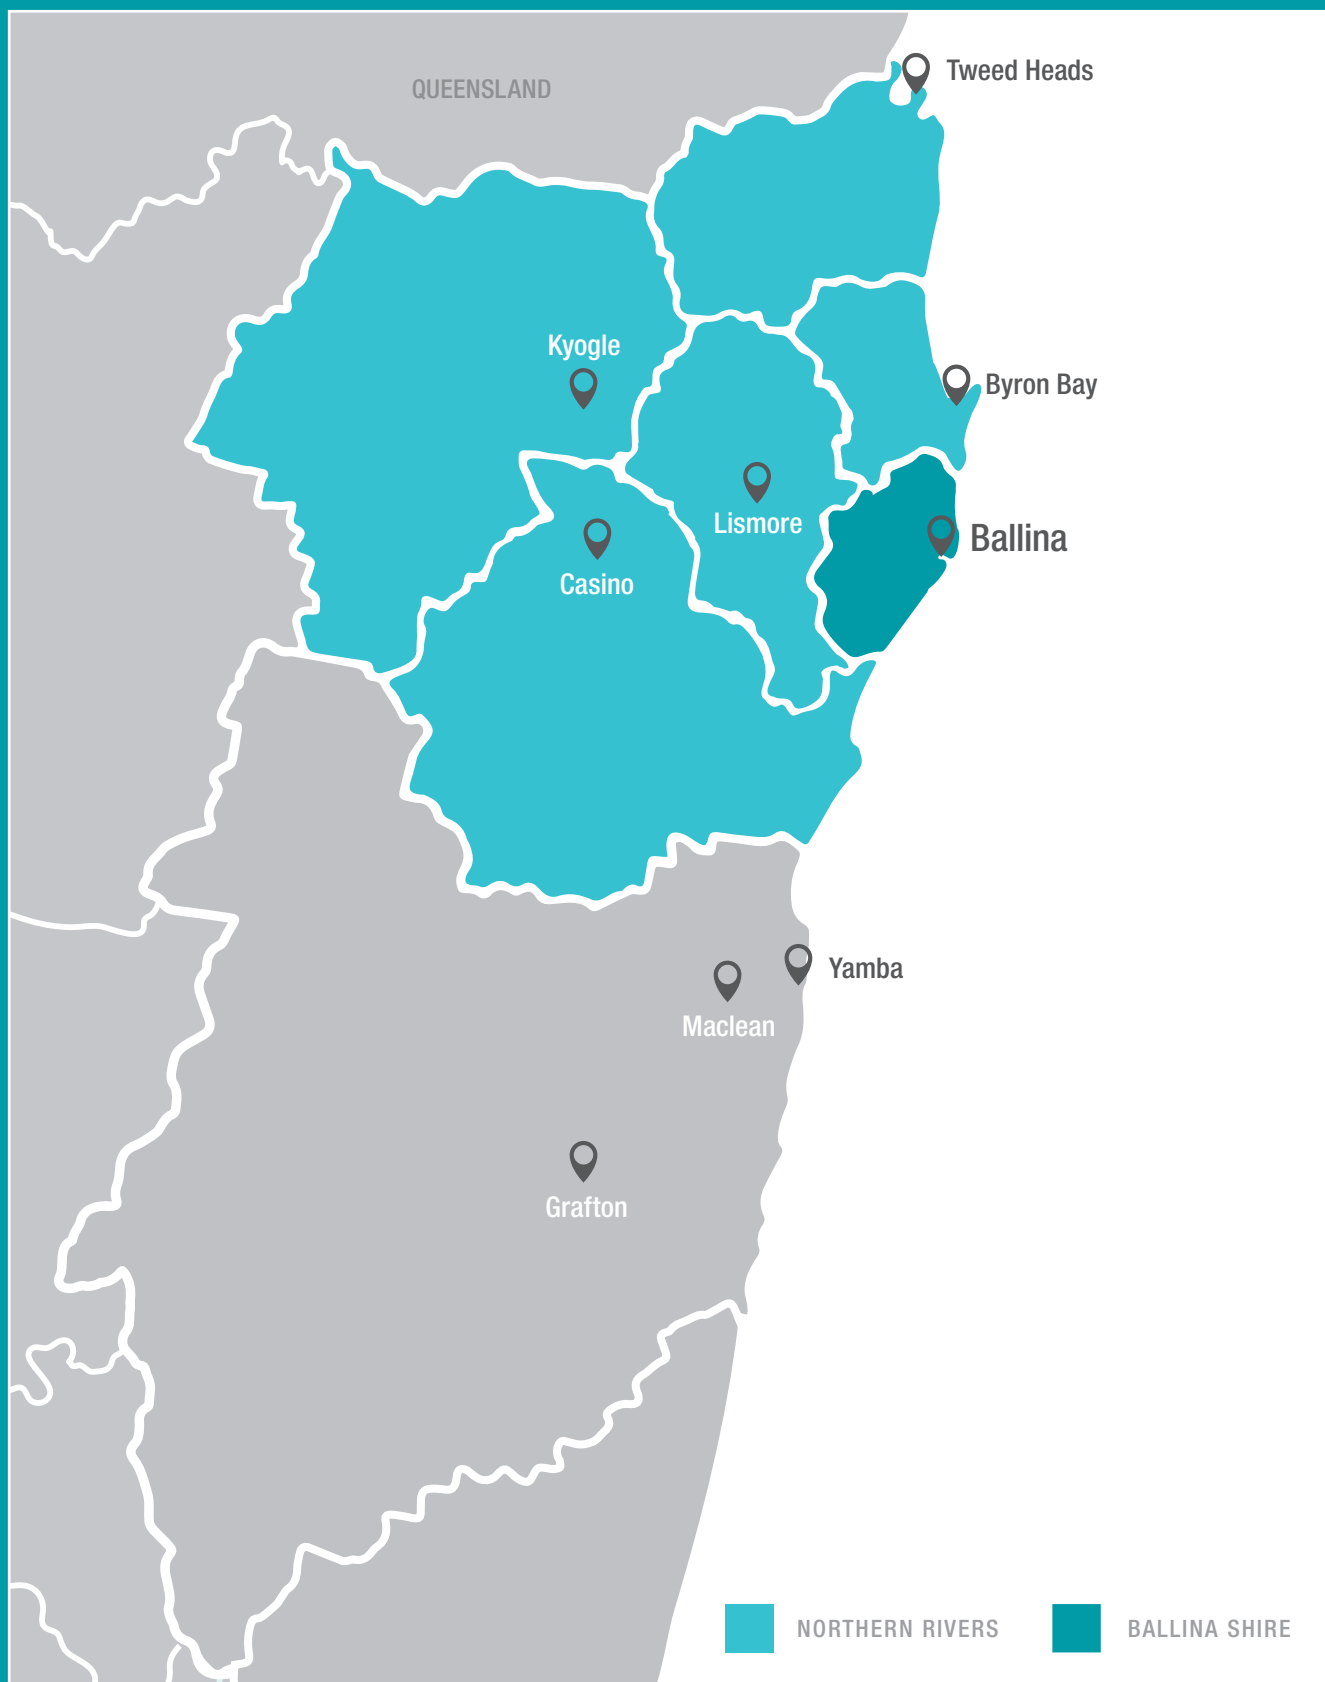 Tweed Heads
QUEENSLAND
Kyogle
Byron Bay
Lismore
Ballina
Casino
Yamba
Maclean
Grafton
NORTHERN RIVERS
BALLINA SHIRE